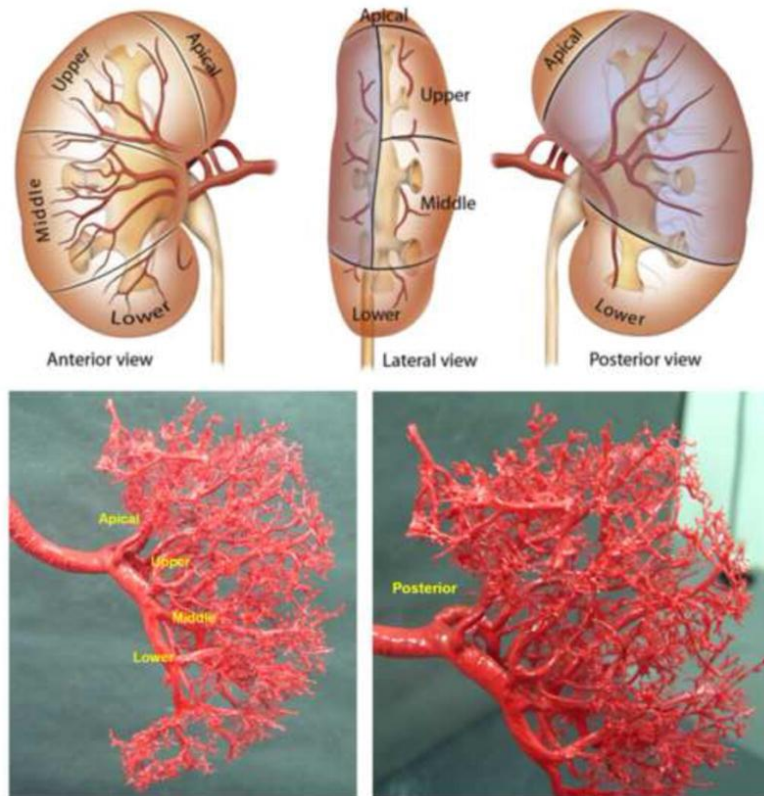 Upper
Apical
Middle
Lower
Anterior view
Apical
Upper
Middle
Lower
Lateral view
Apical
Lower
Posterior view
Apical
Upper
Middle
Lower
Posterior